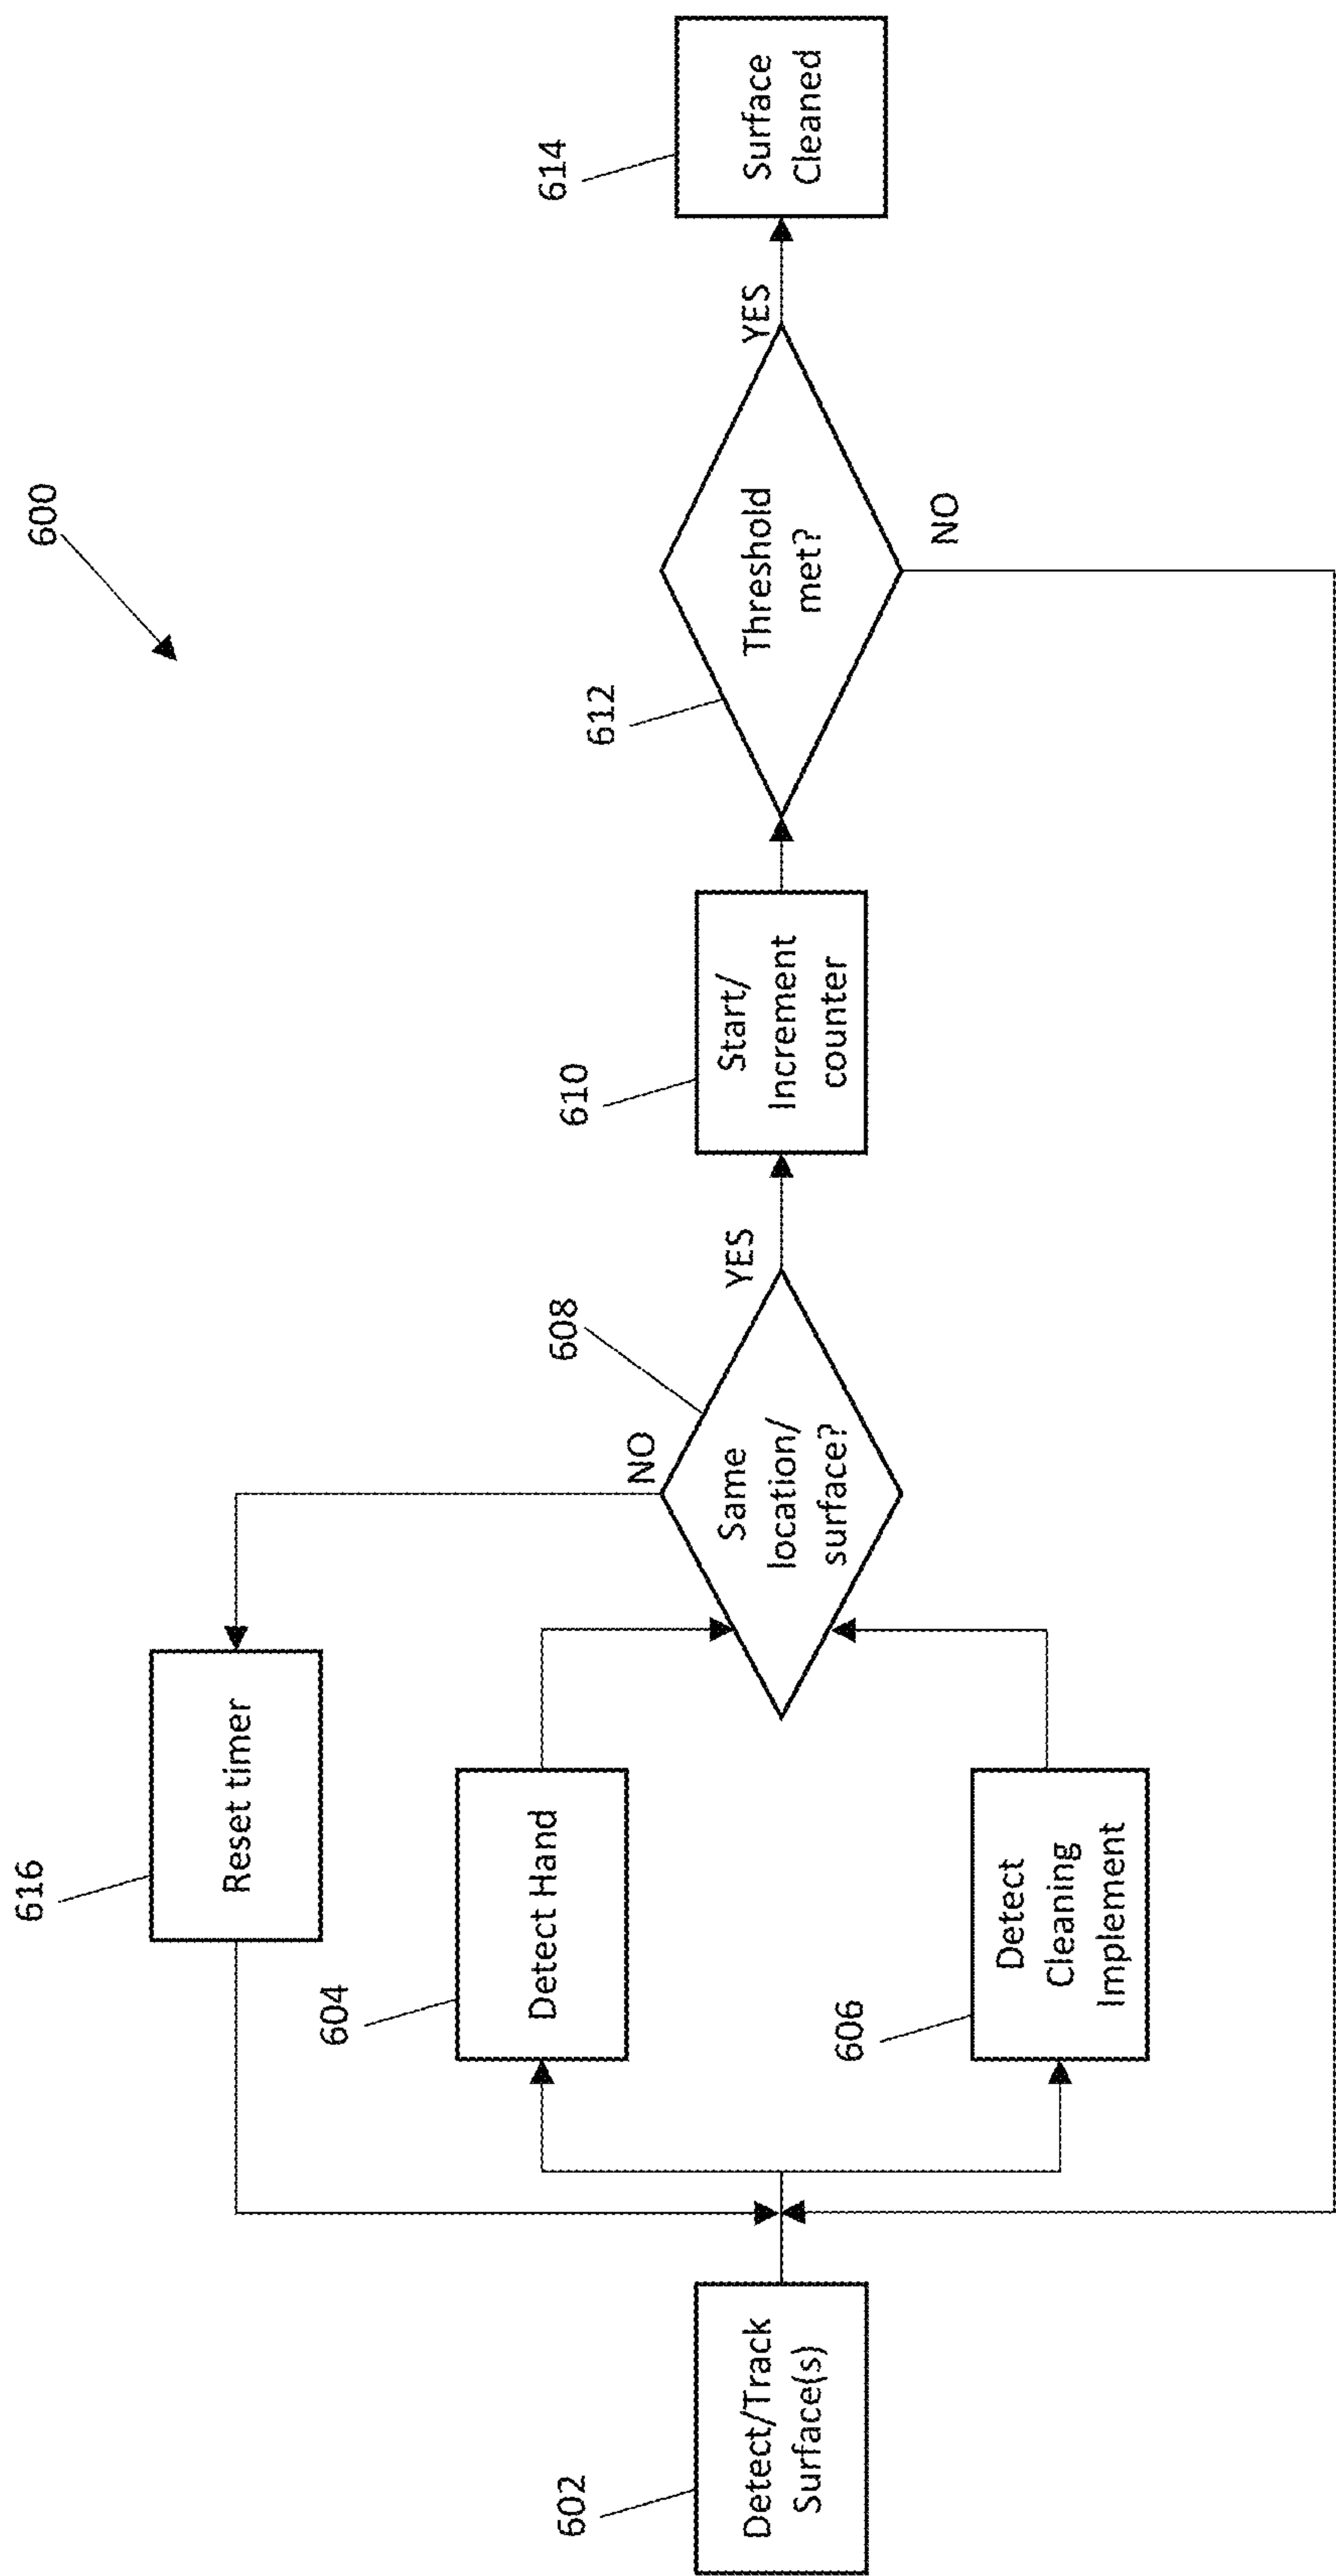 600
616
Reset timer
604
Detect Hand
602
Detect/Track
Surface(s)
606
Detect
Cleaning
Implement
608
Same
location/
surface?
NO
YES
610
Start/
Increment
counter
612
Threshold
met?
NO
YES
614
Surface
Cleaned